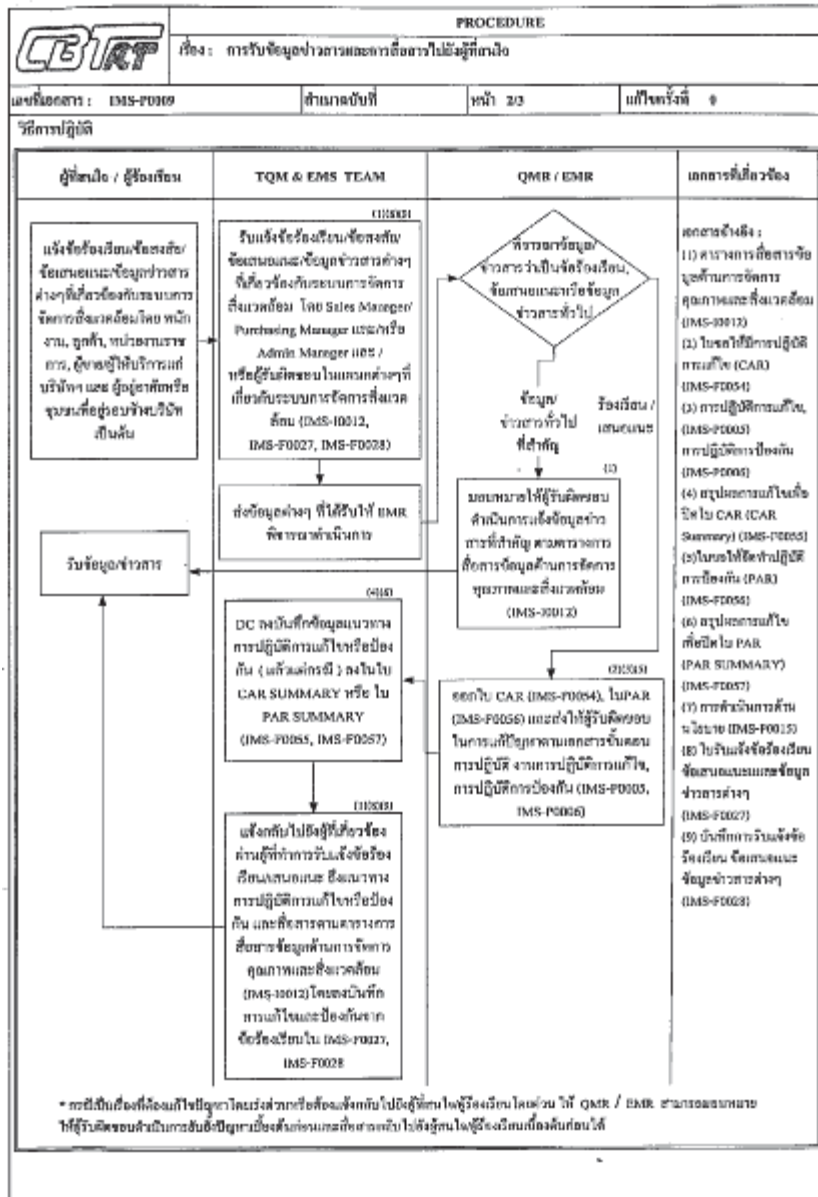 CBT RT
PROCEDURE
เรื่อง : การรับข้อมูลข่าวสารและการสื่อสารไปยังผู้ที่สนใจ
เลขที่เอกสาร : IMS-P0009
สำเนาฉบับที่
หน้า 2/3
แก้ไขครั้งที่ 0
วิธีการปฏิบัติ
ผู้ที่สนใจ / ผู้ร้องเรียน
TQM & EMS TEAM
QMR / EMR
เอกสารที่เกี่ยวข้อง
แจ้งข้อร้องเรียน/ข้อสงสัย/
ข้อเสนอแนะ/ข้อมูลข่าวสาร
ต่างๆที่เกี่ยวข้องกับระบบการ
จัดการสิ่งแวดล้อมโดย พนัก
งาน, ลูกค้า, หน่วยงานราช
การ, ผู้ขาย/ผู้ให้บริการแก่
บริษัทฯ และ ผู้อยู่อาศัยหรือ
ชุมชนที่อยู่รอบข้างบริษัท
เป็นต้น
รับแจ้งข้อร้องเรียน/ข้อสงสัย/
ข้อเสนอแนะ/ข้อมูลข่าวสารต่างๆ
ที่เกี่ยวข้องกับระบบการจัดการ
สิ่งแวดล้อม โดย Sales Manager/
Purchasing Manager และ/หรือ
Admin Manager และ /
หรือผู้รับผิดชอบในแผนกต่างๆที่
เกี่ยวกับระบบการจัดการสิ่งแวด
ล้อม (IMS-I0012,
IMS-F0027, IMS-F0028)
ส่งข้อมูลต่างๆ ที่ได้รับให้ EMR
พิจารณาดำเนินการ
พิจารณาข้อมูล/
ข่าวสารว่าเป็นข้อร้องเรียน,
ข้อเสนอแนะหรือข้อมูล
ข่าวสารทั่วไป
ข้อมูล/
ข่าวสารทั่วไป
ที่สำคัญ
ร้องเรียน /
เสนอแนะ
(1)
มอบหมายให้ผู้รับผิดชอบ
ดำเนินการแจ้งข้อมูลข่าว
สารที่สำคัญ ตามตารางการ
สื่อสารข้อมูลด้านการจัดการ
คุณภาพและสิ่งแวดล้อม
(IMS-I0012)
รับข้อมูล/ข่าวสาร
(4)(6)
DC ลงบันทึกข้อมูลแนวทาง
การปฏิบัติการแก้ไขหรือป้อง
กัน ( แล้วแต่กรณี ) ลงในใบ
CAR SUMMARY หรือ ใบ
PAR SUMMARY
(IMS-F0055, IMS-F0057)
(2)(3)(5)
ออกใบ CAR (IMS-F0054), ใบPAR
(IMS-F0056) และส่งให้ผู้รับผิดชอบ
ในการแก้ปัญหาตามเอกสารขั้นตอน
การปฏิบัติ งานการปฏิบัติการแก้ไข,
การปฏิบัติการป้องกัน (IMS-P0005,
IMS-P0006)
แจ้งกลับไปยังผู้ที่เกี่ยวข้อง
ผ่านผู้ที่ทำการรับแจ้งข้อร้อง
เรียน/เสนอแนะ ถึงแนวทาง
การปฏิบัติการแก้ไขหรือป้อง
กัน และสื่อสารตามตารางการ
สื่อสารข้อมูลด้านการจัดการ
คุณภาพและสิ่งแวดล้อม
(IMS-I0012) โดยลงบันทึก
การแก้ไขและป้องกันจาก
ข้อร้องเรียนใน IMS-F0027,
IMS-F0028
เอกสารอ้างอิง ;
(1) ตารางการสื่อสารข้อ
มูลด้านการจัดการ
คุณภาพและสิ่งแวดล้อม
(IMS-I0012)
(2) ใบขอให้มีการปฏิบัติ
การแก้ไข (CAR)
(IMS-F0054)
(3) การปฏิบัติการแก้ไข,
(IMS-P0005)
การปฏิบัติการป้องกัน
(IMS-P0006)
(4) สรุปผลการแก้ไขเพื่อ
ปิดใบ CAR (CAR
Summary) (IMS-F0055)
(5)ใบขอให้จัดทำปฏิบัติ
การป้องกัน (PAR)
(IMS-F0056)
(6) สรุปผลการแก้ไข
เพื่อปิดใบ PAR
(PAR SUMMARY)
(IMS-F0057)
(7) การดำเนินการด้าน
นโยบาย (IMS-P0015)
(8) ใบรับแจ้งข้อร้องเรียน
ข้อเสนอแนะและข้อมูล
ข่าวสารต่างๆ
(IMS-F0027)
(9) บันทึกการรับแจ้งข้อ
ร้องเรียน ข้อเสนอแนะ
ข้อมูลข่าวสารต่างๆ
(IMS-F0028)
* กรณีเป็นเรื่องที่ต้องแก้ไขปัญหาโดยเร่งด่วนหรือต้องแจ้งกลับไปยังผู้ที่สนใจ/ผู้ร้องเรียนโดยด่วน ให้ QMR / EMR สามารถมอบหมาย
ให้ผู้รับผิดชอบดำเนินการยับยั้งปัญหาเบื้องต้นก่อนและสื่อสารกลับไปยังผู้สนใจ/ผู้ร้องเรียนเบื้องต้นก่อนได้